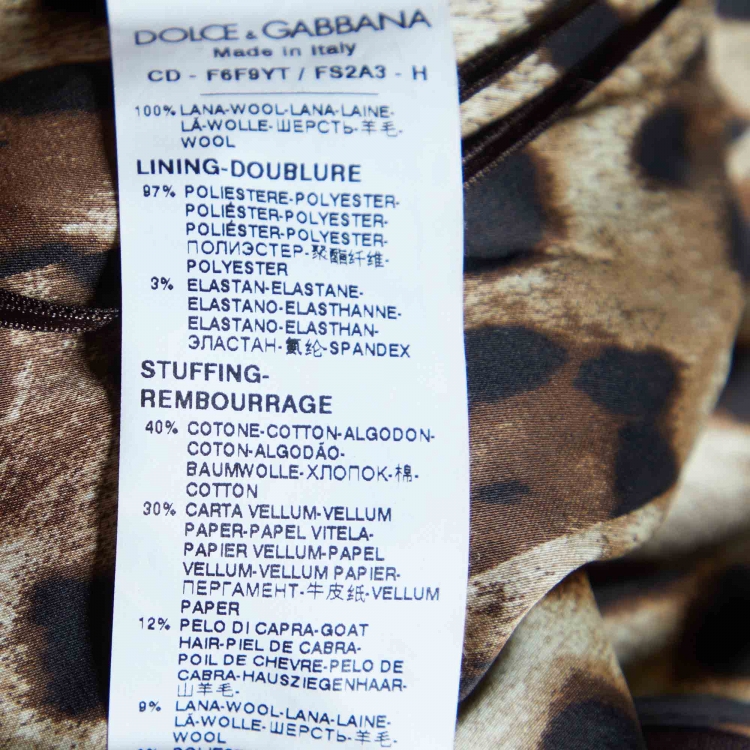 DOLCE & GABBANA
Made in Italy
CD - F6F9YT / FS2A3 - H
100% LANA-WOOL-LANA-LAINE-
LÃ-WOLLE-ШЕРСТЬ-羊毛-
WOOL
LINING-DOUBLURE
97% POLIESTERE-POLYESTER-
POLIÉSTER-POLYESTER-
POLIÉSTER-POLYESTER-
ПОЛИЭСТЕР-聚酯纤维-
POLYESTER
3% ELASTAN-ELASTANE-
ELASTANO-ELASTHANNE-
ELASTANO-ELASTHAN-
ЭЛАСТАН-氨纶-SPANDEX
STUFFING-
REMBOURRAGE
40% COTONE-COTTON-ALGODON-
COTON-ALGODÃO-
BAUMWOLLE-ХЛОПОК-棉-
COTTON
30% CARTA VELLUM-VELLUM
PAPER-PAPEL VITELA-
PAPIER VELLUM-PAPEL
VELLUM-VELLUM PAPIER-
ПЕРГАМЕНТ-牛皮纸-VELLUM
PAPER
12% PELO DI CAPRA-GOAT
HAIR-PIEL DE CABRA-
POIL DE CHEVRE-PELO DE
CABRA-HAUSZIEGENHAAR-
山羊毛-
9% LANA-WOOL-LANA-LAINE-
LÃ-WOLLE-ШЕРСТЬ-羊毛-
WOOL